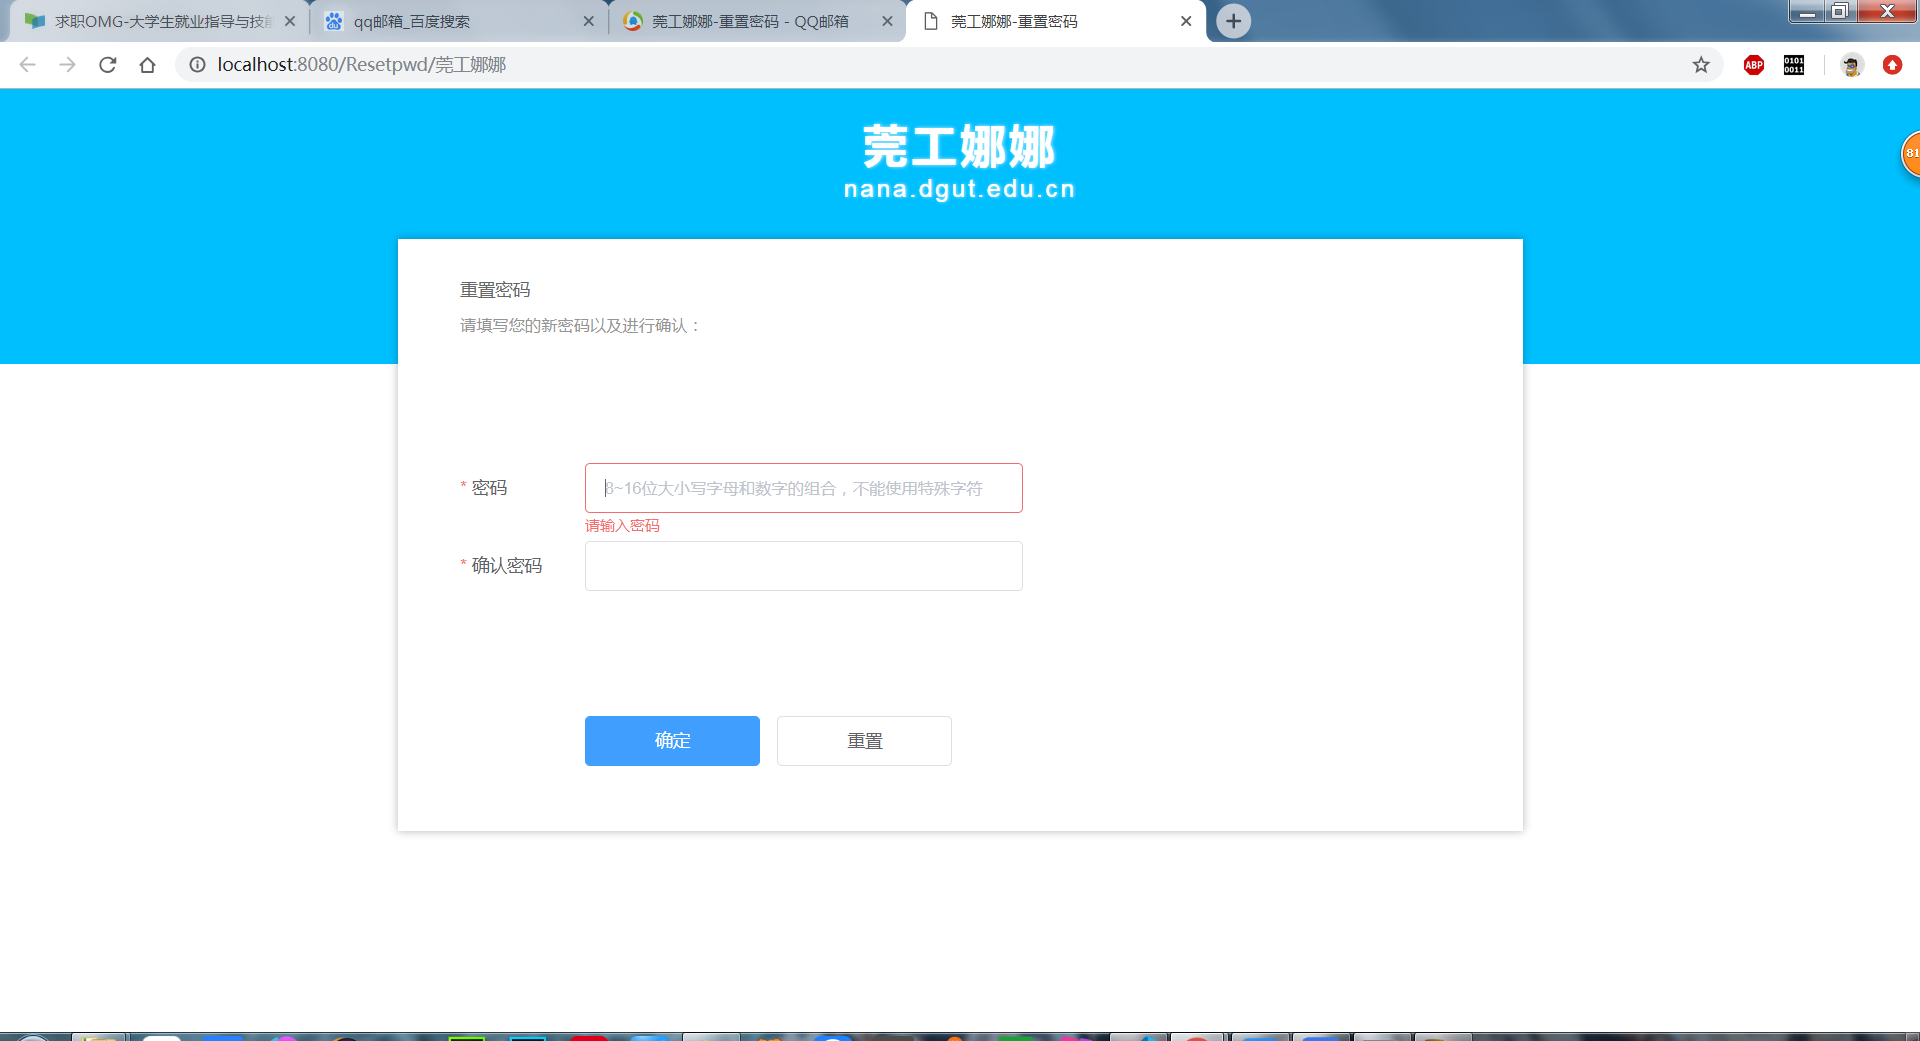 求职OMG-大学生就业指导与技能
qq邮箱_百度搜索
莞工娜娜-重置密码 - QQ邮箱
莞工娜娜-重置密码
localhost:8080/Resetpwd/莞工娜娜
ABP
0101
0011
莞工娜娜
nana.dgut.edu.cn
81
重置密码
请填写您的新密码以及进行确认：
* 密码
8~16位大小写字母和数字的组合，不能使用特殊字符
请输入密码
* 确认密码
确定
重置